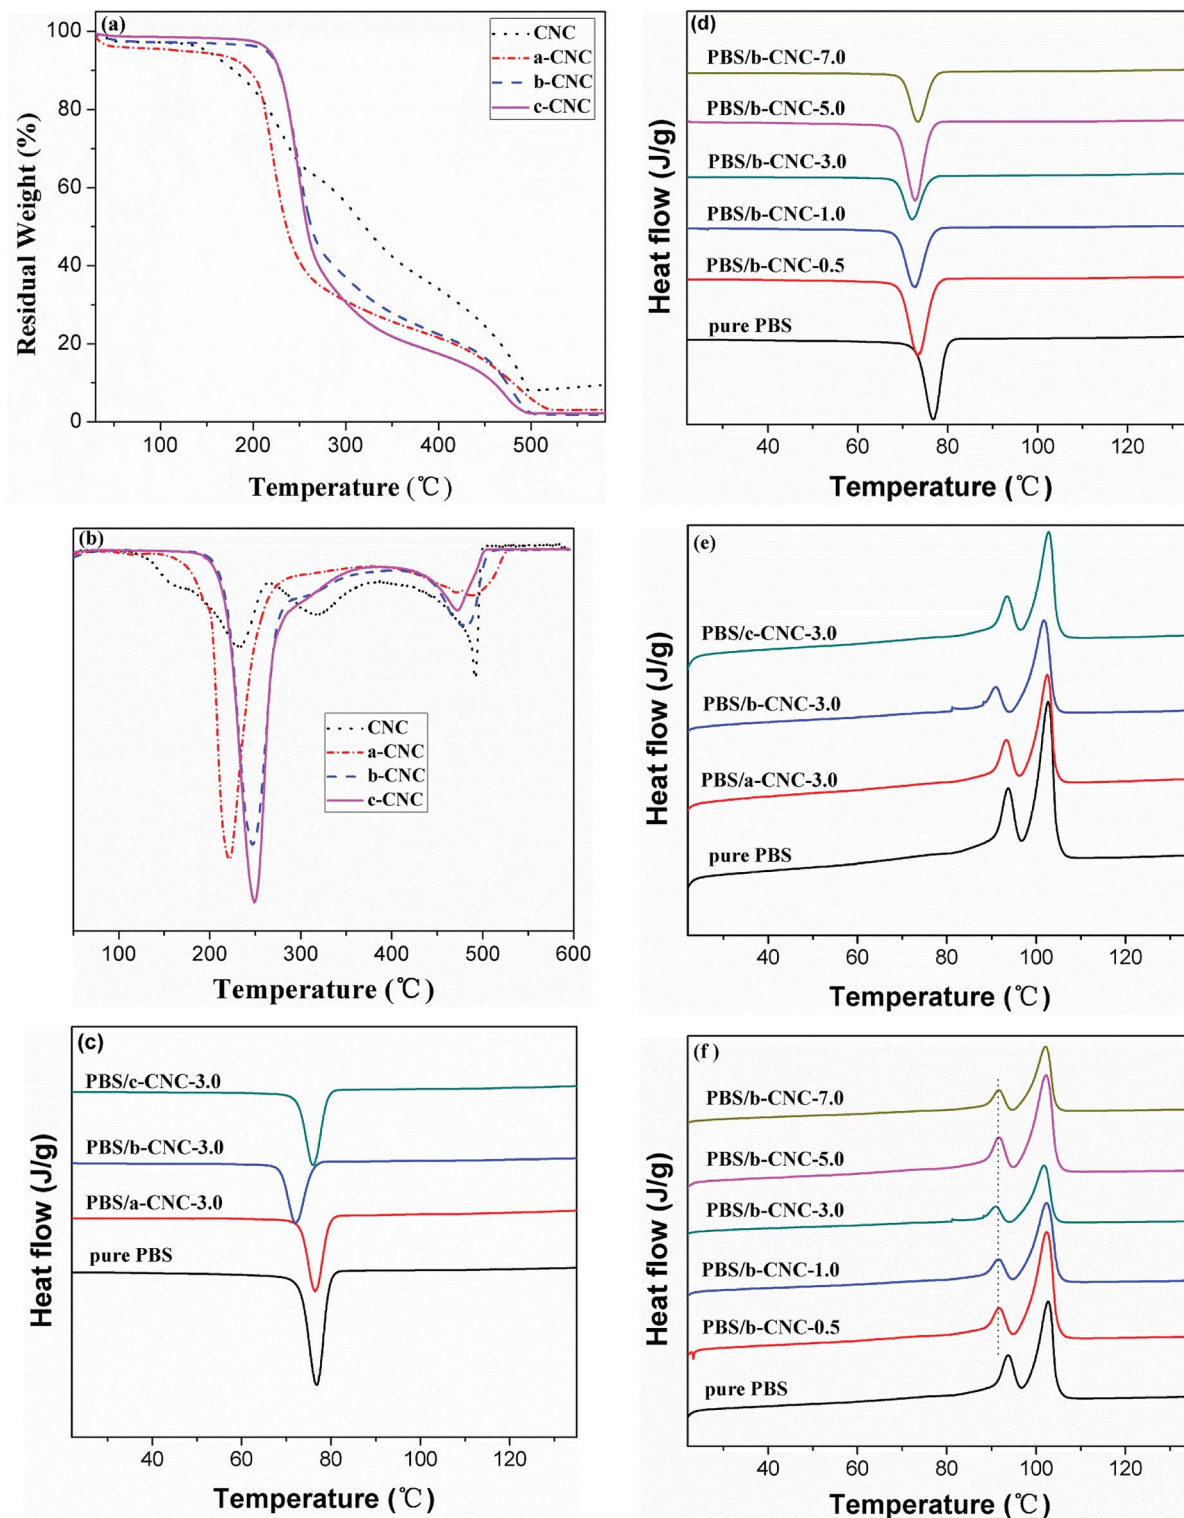 (a)
CNC
a-CNC
b-CNC
c-CNC
100
80
60
40
20
0
Residual Weight (%)
100 200 300 400 500
Temperature (℃)
(b)
CNC
a-CNC
b-CNC
c-CNC
100 200 300 400 500 600
Temperature (℃)
(c)
PBS/c-CNC-3.0
PBS/b-CNC-3.0
PBS/a-CNC-3.0
pure PBS
Heat flow (J/g)
40 60 80 100 120
Temperature (℃)
(d)
PBS/b-CNC-7.0
PBS/b-CNC-5.0
PBS/b-CNC-3.0
PBS/b-CNC-1.0
PBS/b-CNC-0.5
pure PBS
Heat flow (J/g)
40 60 80 100 120
Temperature (℃)
(e)
PBS/c-CNC-3.0
PBS/b-CNC-3.0
PBS/a-CNC-3.0
pure PBS
Heat flow (J/g)
40 60 80 100 120
Temperature (℃)
(f)
PBS/b-CNC-7.0
PBS/b-CNC-5.0
PBS/b-CNC-3.0
PBS/b-CNC-1.0
PBS/b-CNC-0.5
pure PBS
Heat flow (J/g)
40 60 80 100 120
Temperature (℃)